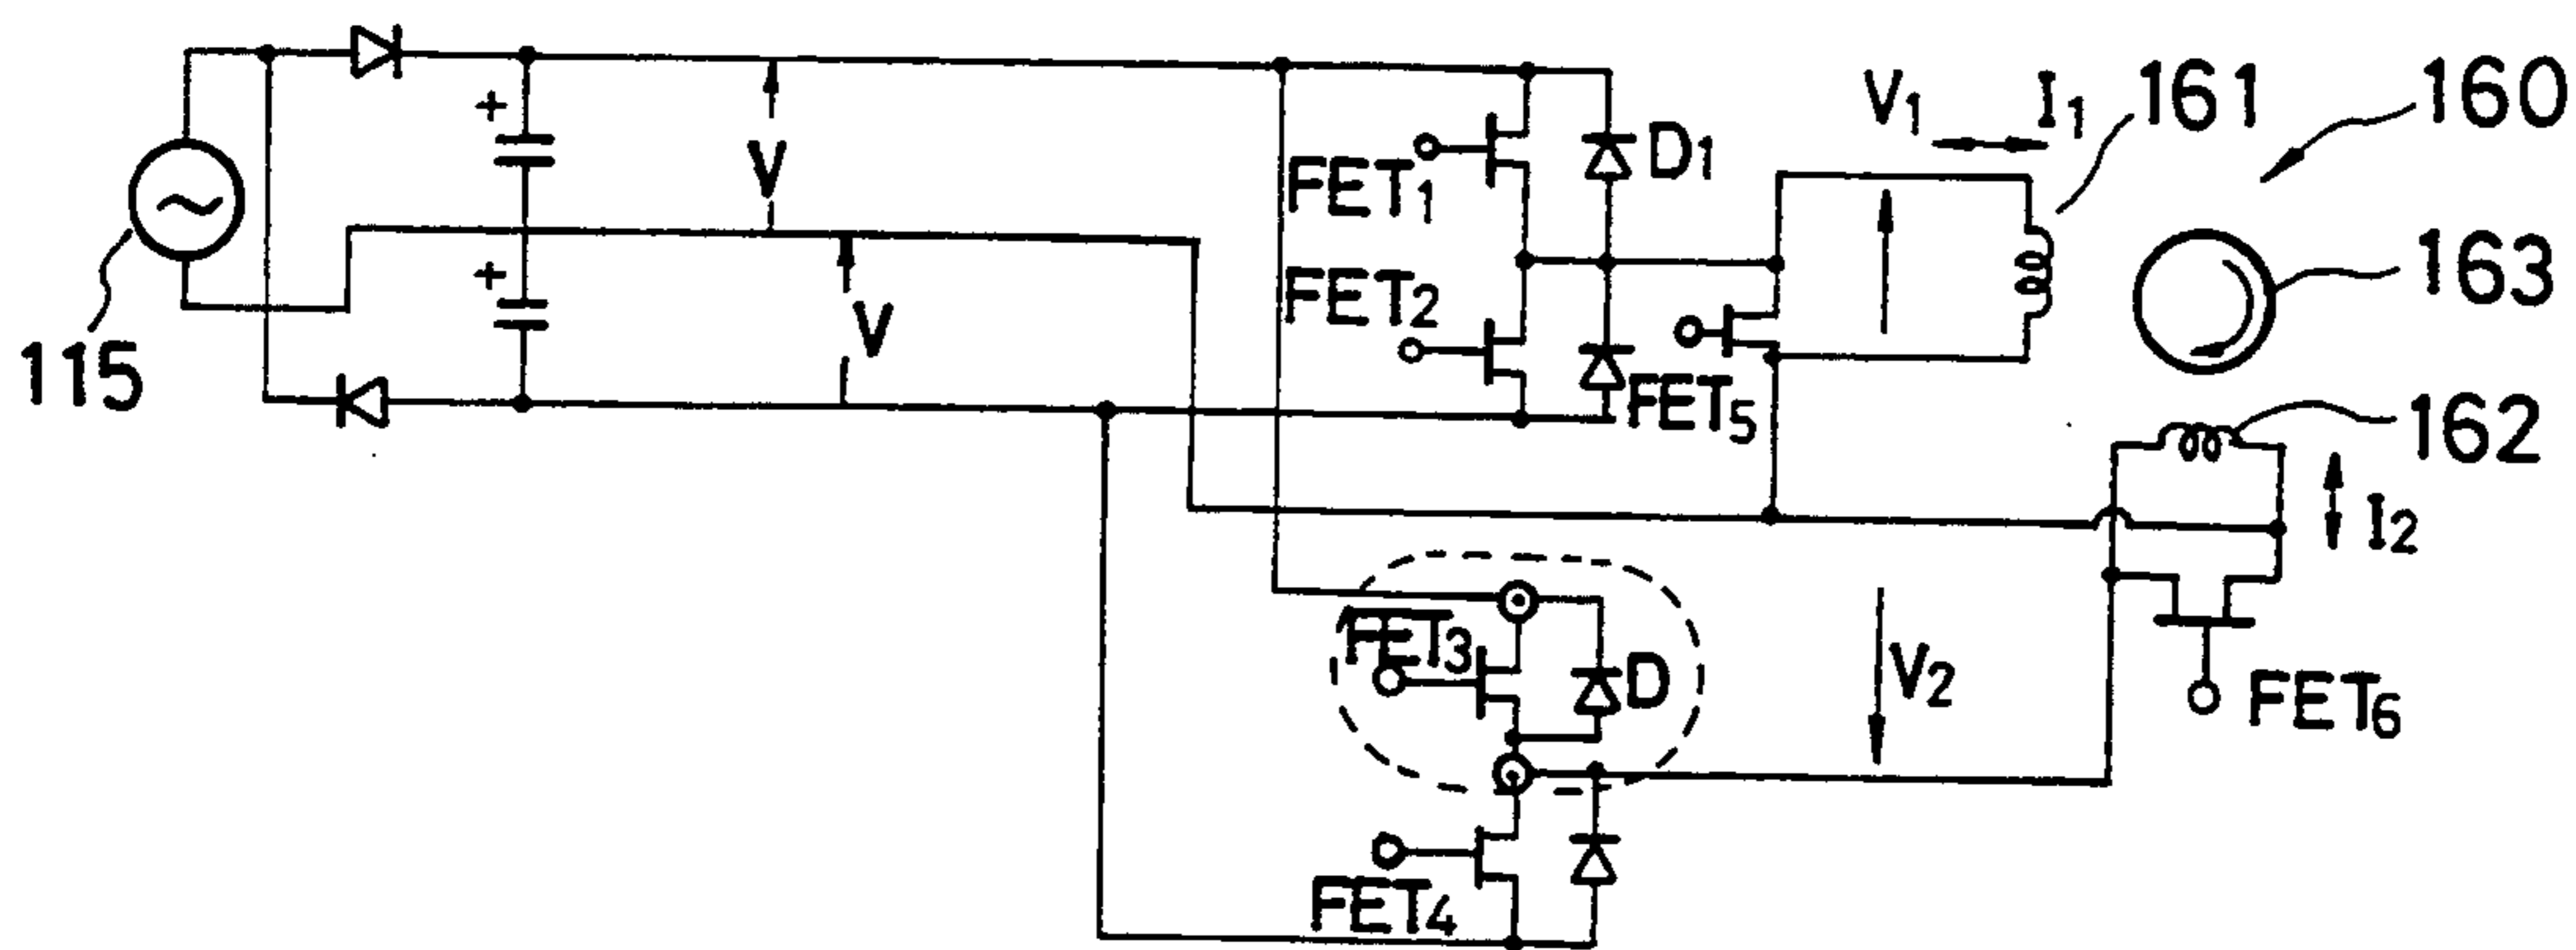 115
+
+
V
V
FET1
D1
FET2
FET5
V1
I1
161
160
163
162
I2
FET3
D
V2
FET6
FET4